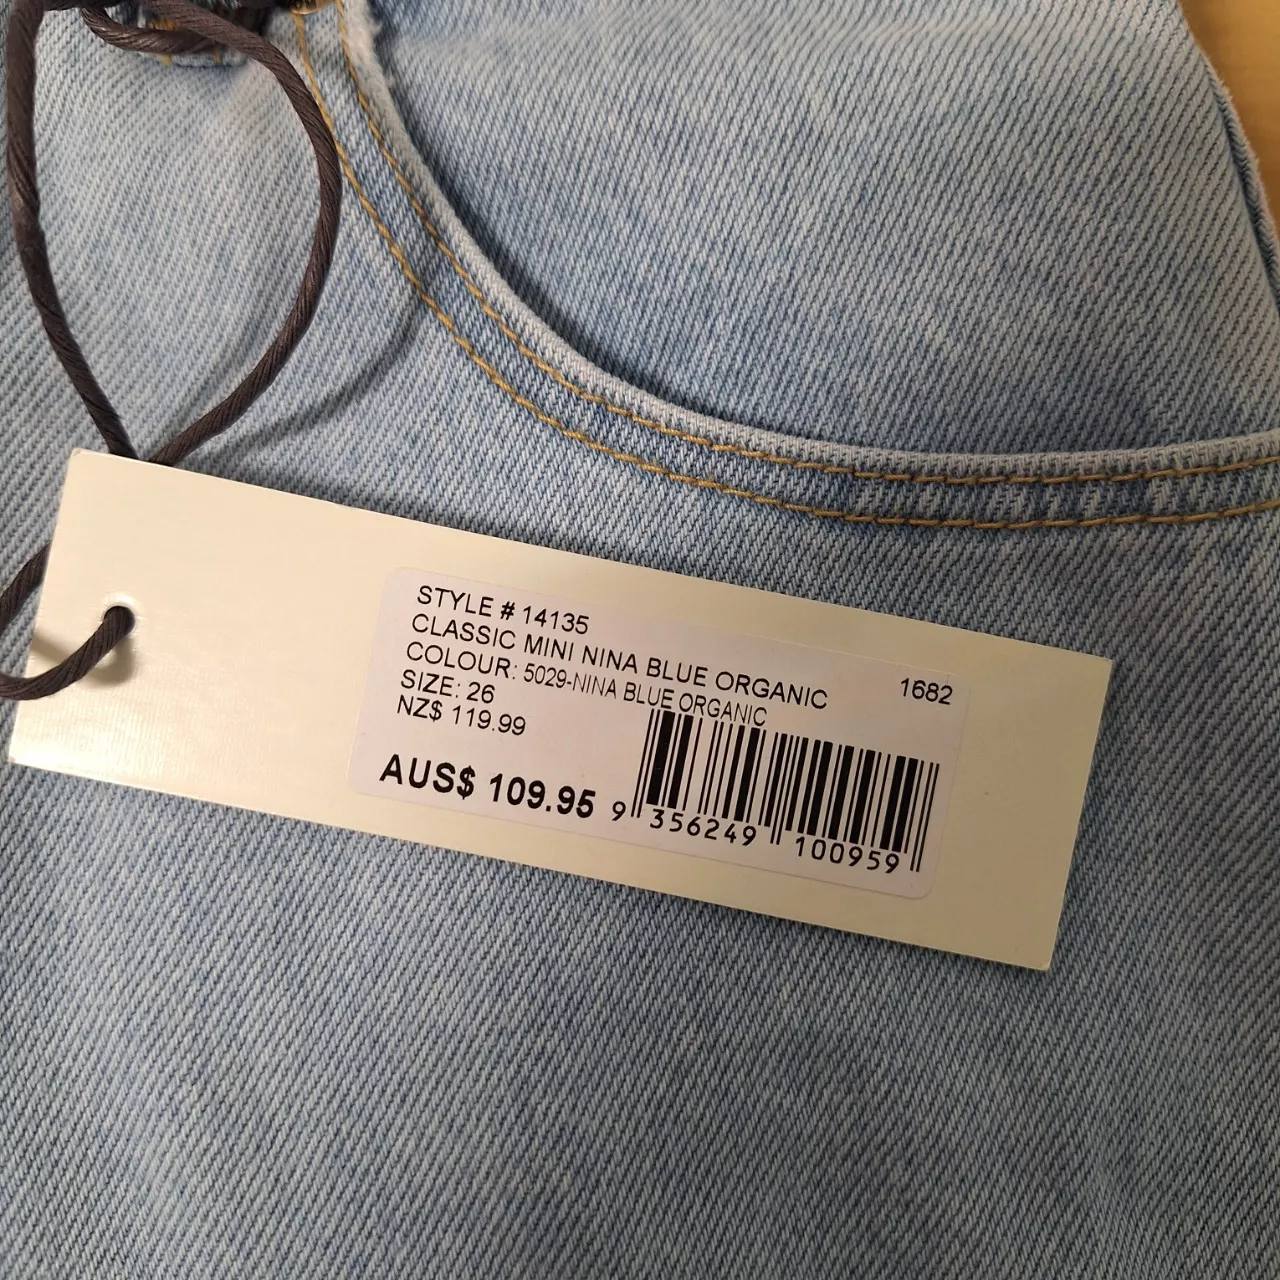 STYLE # 14135
CLASSIC MINI NINA BLUE ORGANIC
1682
COLOUR: 5029-NINA BLUE ORGANIC
SIZE: 26
NZ$ 119.99
AUS$ 109.95
9 356249 100959